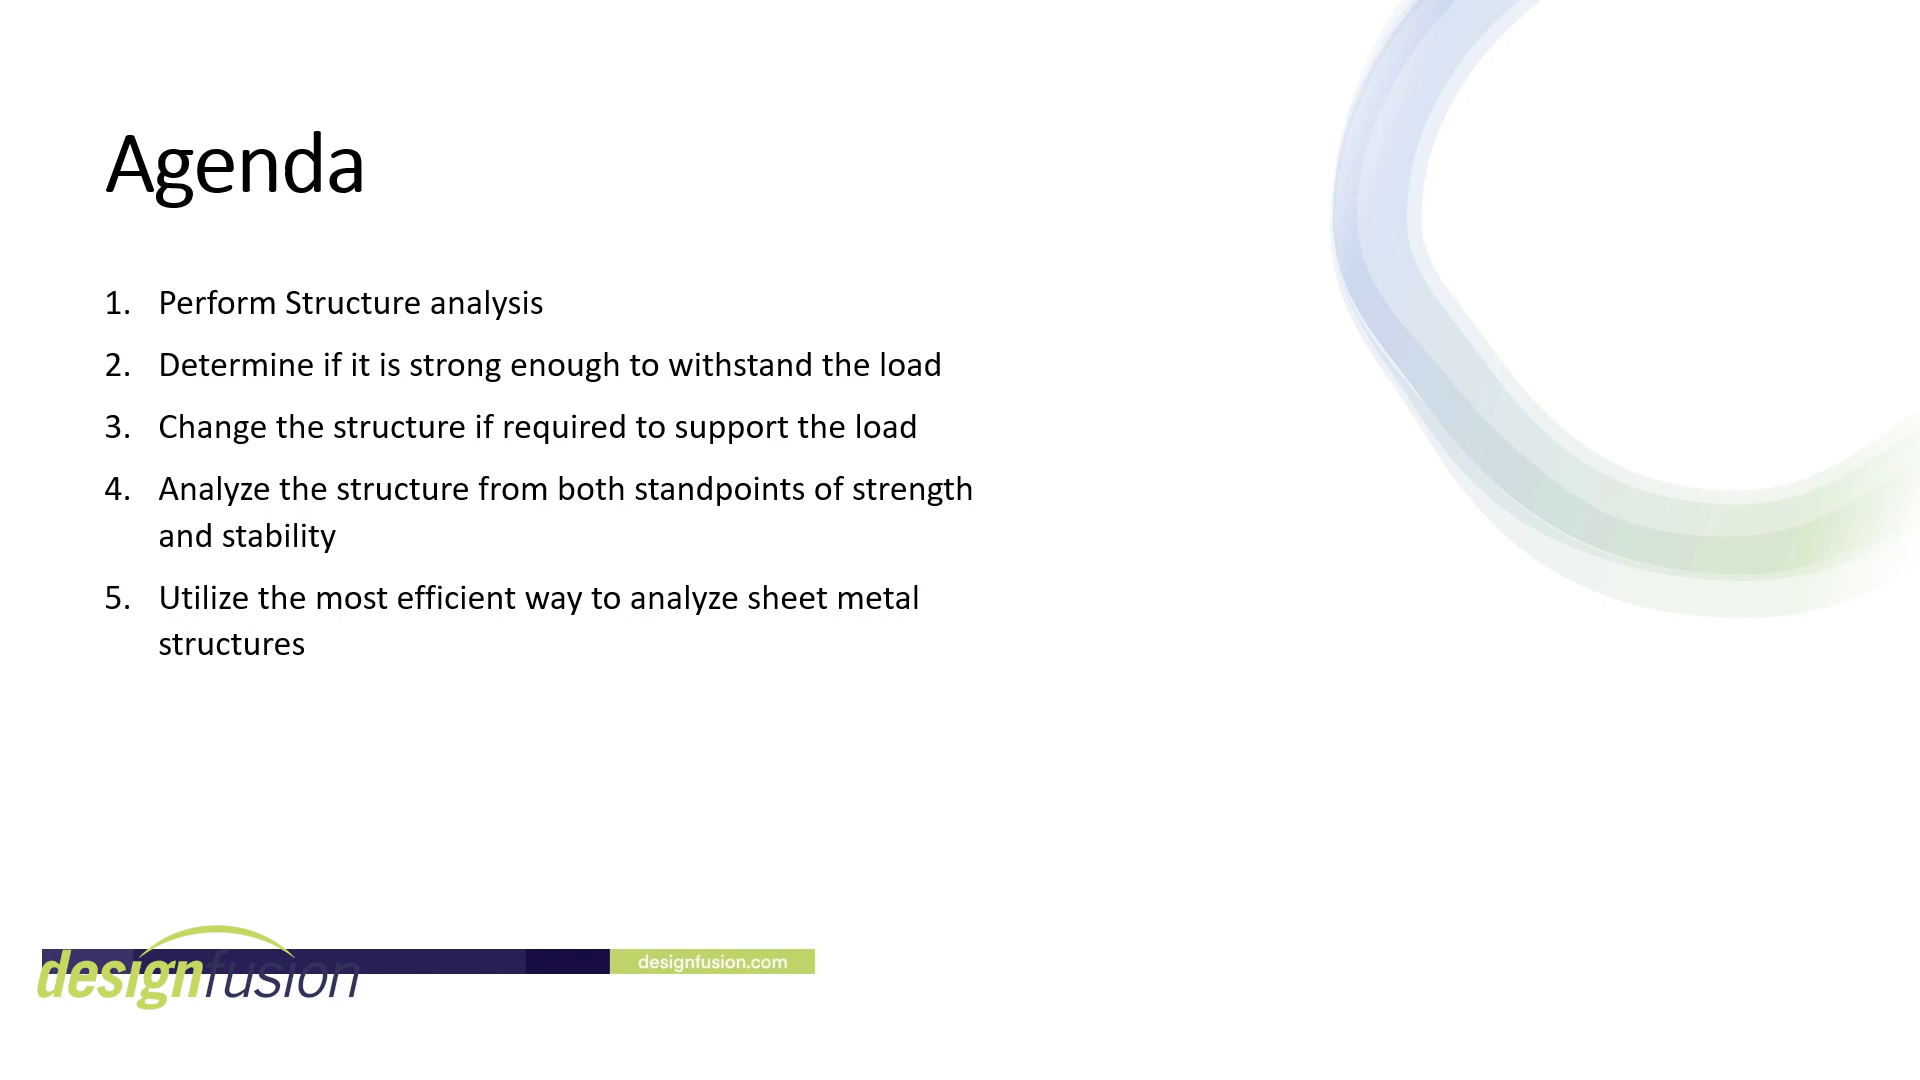 Agenda
1. Perform Structure analysis
2. Determine if it is strong enough to withstand the load
3. Change the structure if required to support the load
4. Analyze the structure from both standpoints of strength
and stability
5. Utilize the most efficient way to analyze sheet metal
structures
designfusion.com
designfusion